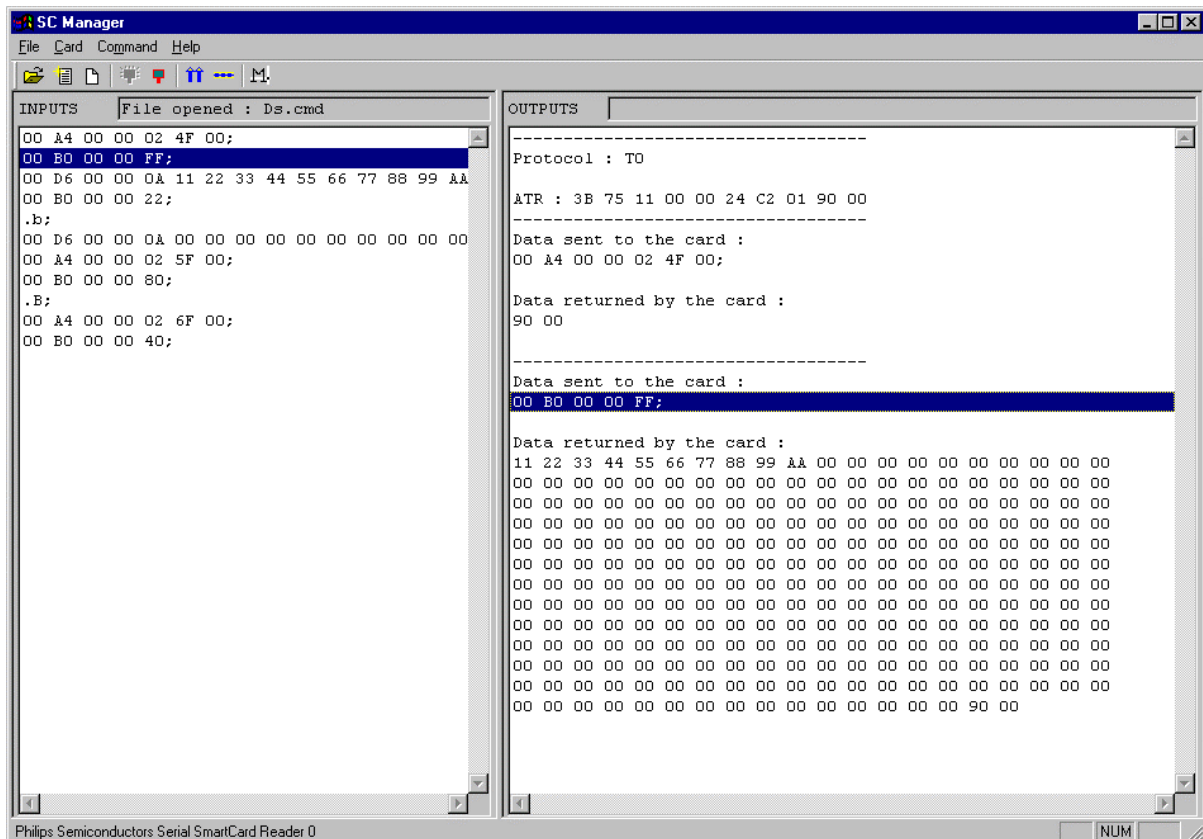 SC Manager
File Card Command Help
M.
INPUTS File opened : Ds.cmd
00 A4 00 00 02 4F 00;
00 B0 00 00 FF;
00 D6 00 00 0A 11 22 33 44 55 66 77 88 99 AA
00 B0 00 00 22;
.b;
00 D6 00 00 0A 00 00 00 00 00 00 00 00 00 00
00 A4 00 00 02 5F 00;
00 B0 00 00 80;
.B;
00 A4 00 00 02 6F 00;
00 B0 00 00 40;
OUTPUTS
-----------------------------------
Protocol : T0
ATR : 3B 75 11 00 00 24 C2 01 90 00
-----------------------------------
Data sent to the card :
00 A4 00 00 02 4F 00;
Data returned by the card :
90 00
-----------------------------------
Data sent to the card :
00 B0 00 00 FF;
Data returned by the card :
11 22 33 44 55 66 77 88 99 AA 00 00 00 00 00 00 00 00 00 00
00 00 00 00 00 00 00 00 00 00 00 00 00 00 00 00 00 00 00 00
00 00 00 00 00 00 00 00 00 00 00 00 00 00 00 00 00 00 00 00
00 00 00 00 00 00 00 00 00 00 00 00 00 00 00 00 00 00 00 00
00 00 00 00 00 00 00 00 00 00 00 00 00 00 00 00 00 00 00 00
00 00 00 00 00 00 00 00 00 00 00 00 00 00 00 00 00 00 00 00
00 00 00 00 00 00 00 00 00 00 00 00 00 00 00 00 00 00 00 00
00 00 00 00 00 00 00 00 00 00 00 00 00 00 00 00 00 00 00 00
00 00 00 00 00 00 00 00 00 00 00 00 00 00 00 00 00 00 00 00
00 00 00 00 00 00 00 00 00 00 00 00 00 00 00 00 00 00 00 00
00 00 00 00 00 00 00 00 00 00 00 00 00 00 00 00 00 00 00 00
00 00 00 00 00 00 00 00 00 00 00 00 00 00 00 00 00 00 00 00
00 00 00 00 00 00 00 00 00 00 00 00 00 00 00 90 00
Philips Semiconductors Serial SmartCard Reader 0
NUM